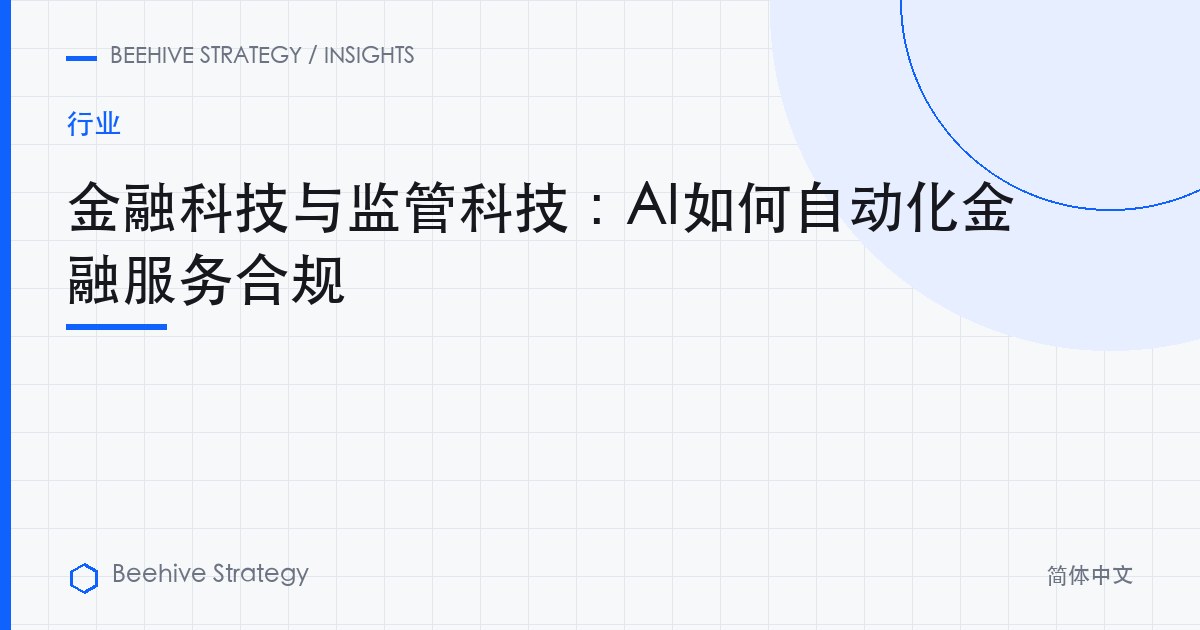 BEEHIVE STRATEGY / INSIGHTS
行业
金融科技与监管科技：AI如何自动化金
融服务合规
Beehive Strategy
简体中文